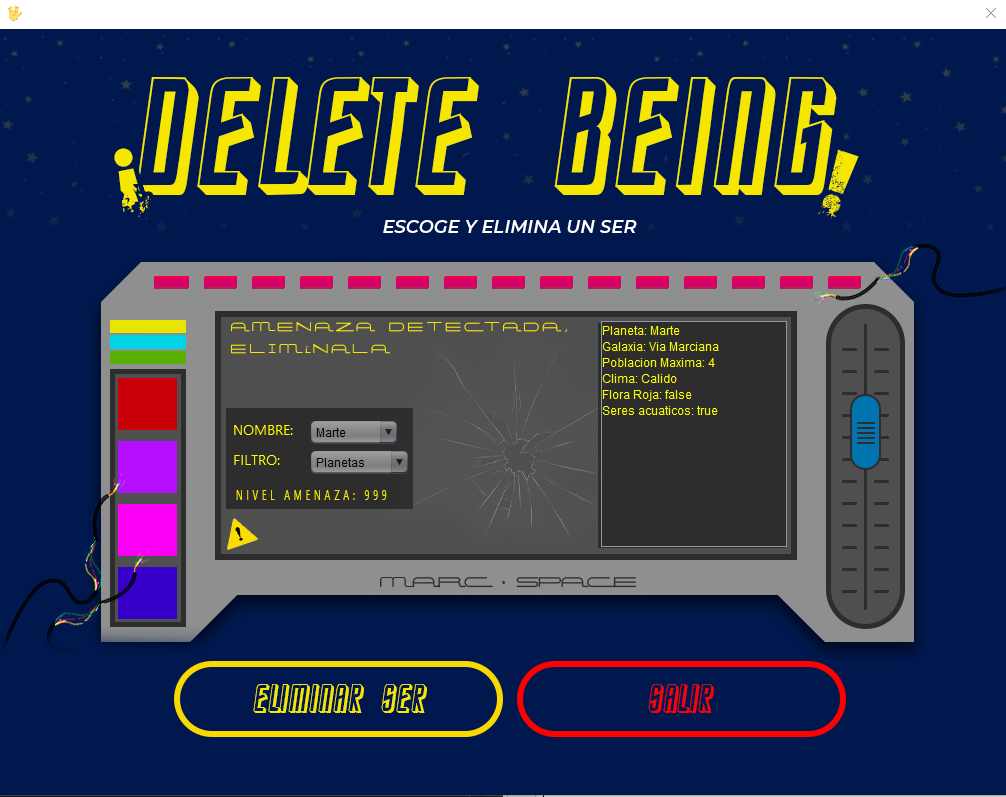 ¡DELETE BEING!
ESCOGE Y ELIMINA UN SER
AMENAZA DETECTADA,
ELIMíNALA
NOMBRE: Marte
FILTRO: Planetas
NIVEL AMENAZA: 999
Planeta: Marte
Galaxia: Via Marciana
Poblacion Maxima: 4
Clima: Calido
Flora Roja: false
Seres acuaticos: true
MARC · SPACE
ELIMINAR SER
SALIR